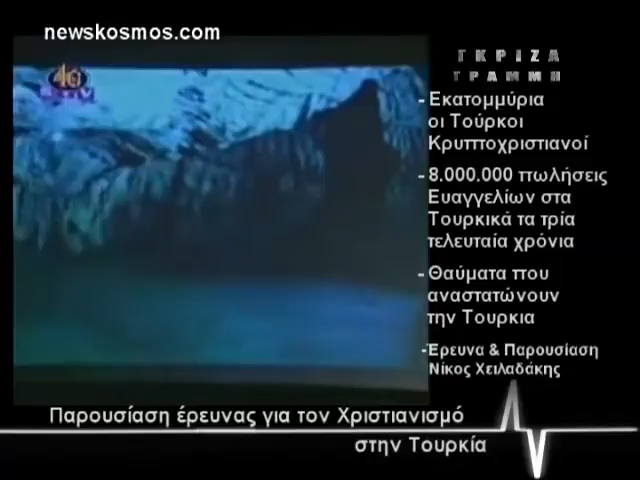 newskosmos.com
ΓΚΡΙΖΑ
ΓΡΑΜΜΗ
- Εκατομμύρια
οι Τούρκοι
Κρυπτοχριστιανοί
- 8.000.000 πωλήσεις
Ευαγγελίων στα
Τουρκικά τα τρία
τελευταία χρόνια
- Θαύματα που
αναστατώνουν
την Τουρκια
-Έρευνα & Παρουσίαση
Νίκος Χειλαδάκης
Παρουσίαση έρευνας για τον Χριστιανισμό
στην Τουρκία